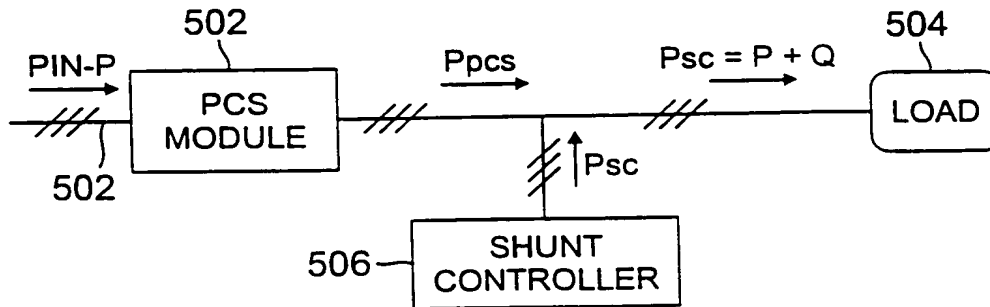 502
504
PIN-P
Ppcs
Psc = P + Q
PCS
MODULE
LOAD
502
Psc
506
SHUNT
CONTROLLER